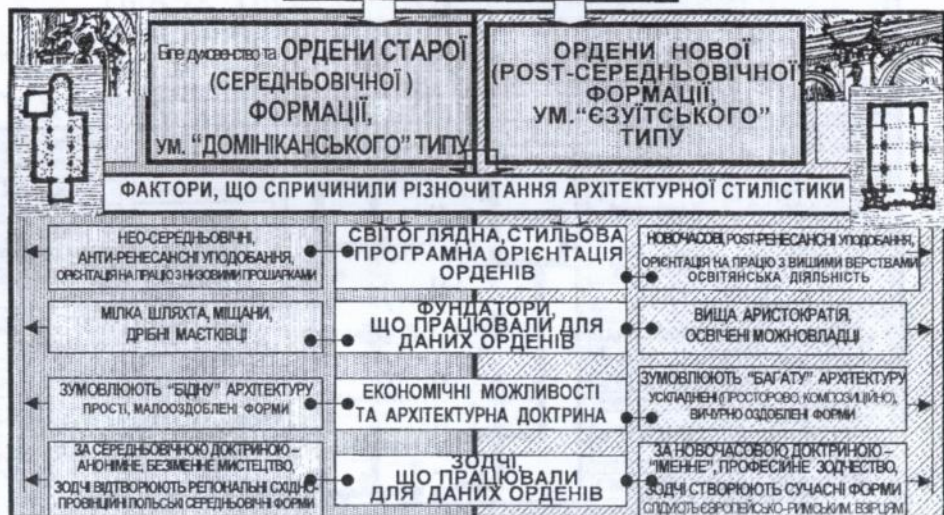 Біле духовенство та ОРДЕНИ СТАРОЇ
(СЕРЕДНЬОВІЧНОЇ)
ФОРМАЦІЇ,
УМ. "ДОМІНІКАНСЬКОГО" ТИПУ
ОРДЕНИ НОВОЇ
(POST-СЕРЕДНЬОВІЧНОЇ)
ФОРМАЦІЇ,
УМ. "ЄЗУЇТСЬКОГО"
ТИПУ
ФАКТОРИ, ЩО СПРИЧИНИЛИ РІЗНОЧИТАННЯ АРХІТЕКТУРНОЇ СТИЛІСТИКИ
НЕО-СЕРЕДНЬОВІЧНІ,
АНТИ-РЕНЕСАНСНІ УПОДОБАННЯ,
ОРІЄНТАЦІЯ НА ПРАЦЮ З НИЗОВИМИ ПРОШАРКАМИ
СВІТОГЛЯДНА, СТИЛЬОВА
ПРОГРАМНА ОРІЄНТАЦІЯ
ОРДЕНІВ
НОВОЧАСОВІ, POST-РЕНЕСАНСНІ УПОДОБАННЯ,
ОРІЄНТАЦІЯ НА ПРАЦЮ З ВИШИМИ ВЕРСТВАМИ
ОСВІТЯНСЬКА ДІЯЛЬНІСТЬ
МІЛКА ШЛЯХТА, МІЩАНИ,
ДРІБНІ МАЄТКІВЦІ
ФУНДАТОРИ,
ЩО ПРАЦЮВАЛИ ДЛЯ
ДАНИХ ОРДЕНІВ
ВИЩА АРИСТОКРАТІЯ,
ОСВІЧЕНІ МОЖНОВЛАДЦІ
ЗУМОВЛЮЮТЬ "БІДНУ" АРХІТЕКТУРУ
ПРОСТІ, МАЛООЗДОБЛЕНІ ФОРМИ
ЕКОНОМІЧНІ МОЖЛИВОСТІ
ТА АРХІТЕКТУРНА ДОКТРИНА
ЗУМОВЛЮЮТЬ "БАГАТУ" АРХІТЕКТУРУ
УСКЛАДНЕНІ (ПРОСТОРОВО, КОМПОЗИЦІЙНО),
ВИЧУРНО ОЗДОБЛЕНІ ФОРМИ
ЗА СЕРЕДНЬОВІЧНОЮ ДОКТРИНОЮ –
АНОНІМНЕ, БЕЗІМЕННЕ МИСТЕЦТВО,
ЗОДЧІ ВІДТВОРЮЮТЬ РЕГІОНАЛЬНІ СХІДНО-
ПРОВІНЦІЙНІ ПОЛЬСЬКІ СЕРЕДНЬОВІЧНІ ФОРМИ
ЗОДЧІ,
ЩО ПРАЦЮВАЛИ
ДЛЯ ДАНИХ ОРДЕНІВ
ЗА НОВОЧАСОВОЮ ДОКТРИНОЮ –
"ІМЕННЕ", ПРОФЕСІЙНЕ ЗОДЧЕСТВО,
ЗОДЧІ СТВОРЮЮТЬ СУЧАСНІ ФОРМИ
СЛІДУЮТЬ ЄВРОПЕЙСЬКО-РИМСЬКИМ ВЗІРЦЯМ